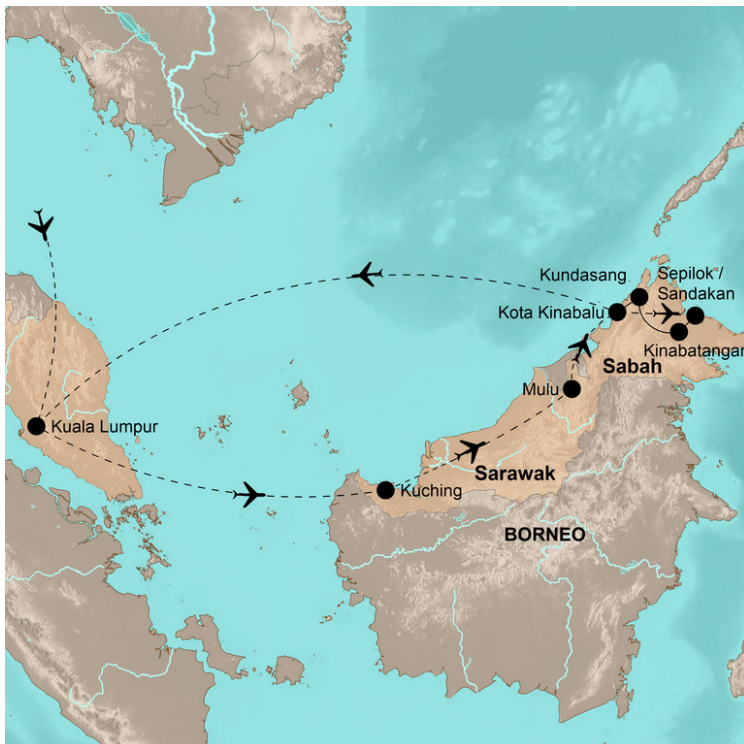 Kundasang
Sepilok /
Sandakan
Kota Kinabalu
Kinabatangan
Sabah
Mulu
Kuala Lumpur
Sarawak
Kuching
BORNEO